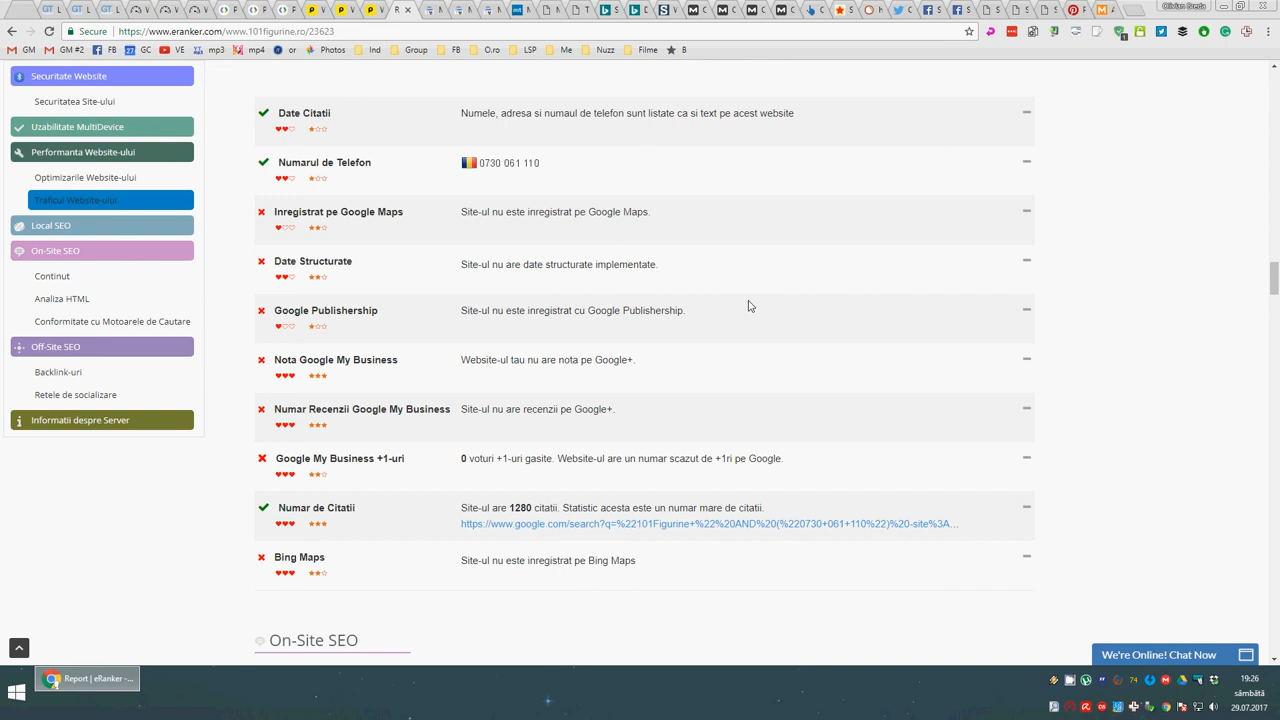 Olivian Breda
GT L
GT L
GT L
V
V
P
P
P
V
V
V
R
N
N
N
mt
T
T
T
S
B
D
S
V
M C
M C
M C
M C
C
S
N
T
F
F
S
S
S
P
A
Secure
https://www.eranker.com/www.101figurine.ro/23623
GM
GM #2
FB
27
GC
VE
mp3
mp4
or
Photos
Ind
Group
FB
O.ro
LSP
Me
Nuzz
Filme
B
Securitate Website
Securitatea Site-ului
Uzabilitate MultiDevice
Performanta Website-ului
Optimizarile Website-ului
Traficul Website-ului
Local SEO
On-Site SEO
Continut
Analiza HTML
Conformitate cu Motoarele de Cautare
Off-Site SEO
Backlink-uri
Retele de socializare
Informatii despre Server
Date Citatii
Numele, adresa si numaul de telefon sunt listate ca si text pe acest website
Numarul de Telefon
0730 061 110
Inregistrat pe Google Maps
Site-ul nu este inregistrat pe Google Maps.
Date Structurate
Site-ul nu are date structurate implementate.
Google Publishership
Site-ul nu este inregistrat cu Google Publishership.
Nota Google My Business
Website-ul tau nu are nota pe Google+.
Numar Recenzii Google My Business
Site-ul nu are recenzii pe Google+.
Google My Business +1-uri
0 voturi +1-uri gasite. Website-ul are un numar scazut de +1ri pe Google.
Numar de Citatii
Site-ul are 1280 citatii. Statistic acesta este un numar mare de citatii.
https://www.google.com/search?q=%22101Figurine+%22%20AND%20(%220730+061+110%22)%20-site%3A...
Bing Maps
Site-ul nu este inregistrat pe Bing Maps
On-Site SEO
We're Online! Chat Now
Report | eRanker -...
74
19:26
sâmbătă
29.07.2017